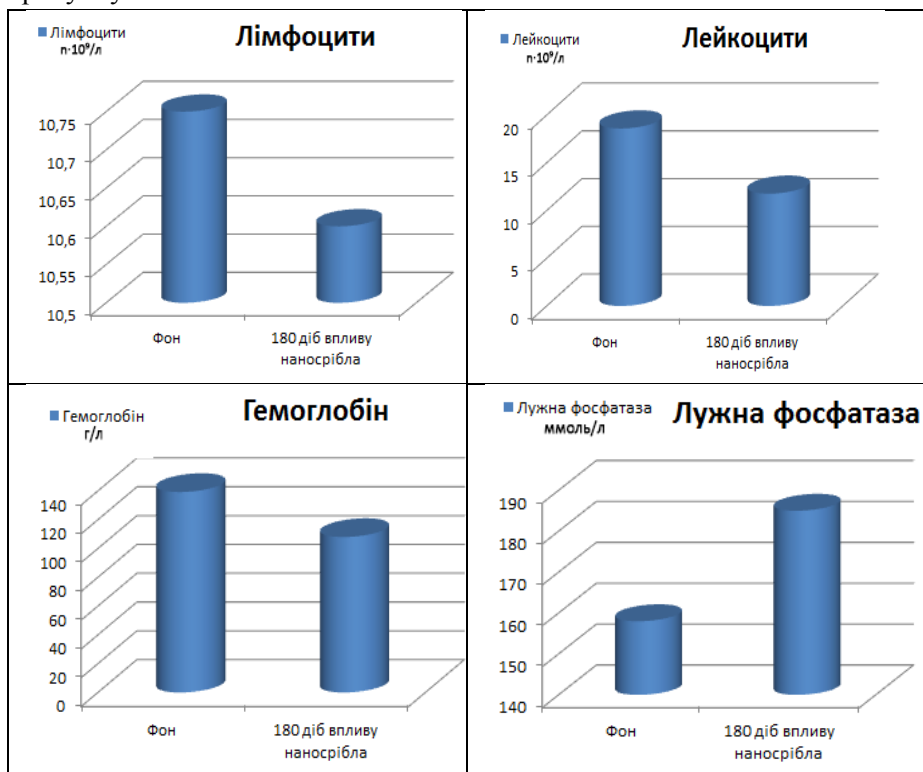 Лімфоцити
n·10⁹/л
Лімфоцити
10,75
10,7
10,65
10,6
10,55
10,5
Фон
180 діб впливу
наносрібла
Лейкоцити
n·10⁹/л
Лейкоцити
20
15
10
5
0
Фон
180 діб впливу
наносрібла
Гемоглобін
г/л
Гемоглобін
140
120
100
80
60
40
20
0
Фон
180 діб впливу
наносрібла
Лужна фосфатаза
ммоль/л
Лужна фосфатаза
190
180
170
160
150
140
Фон
180 діб впливу
наносрібла